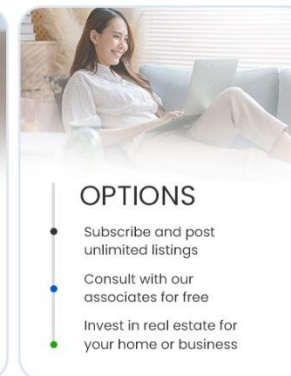 OPTIONS
Subscribe and post
unlimited listings
Consult with our
associates for free
Invest in real estate for
your home or business